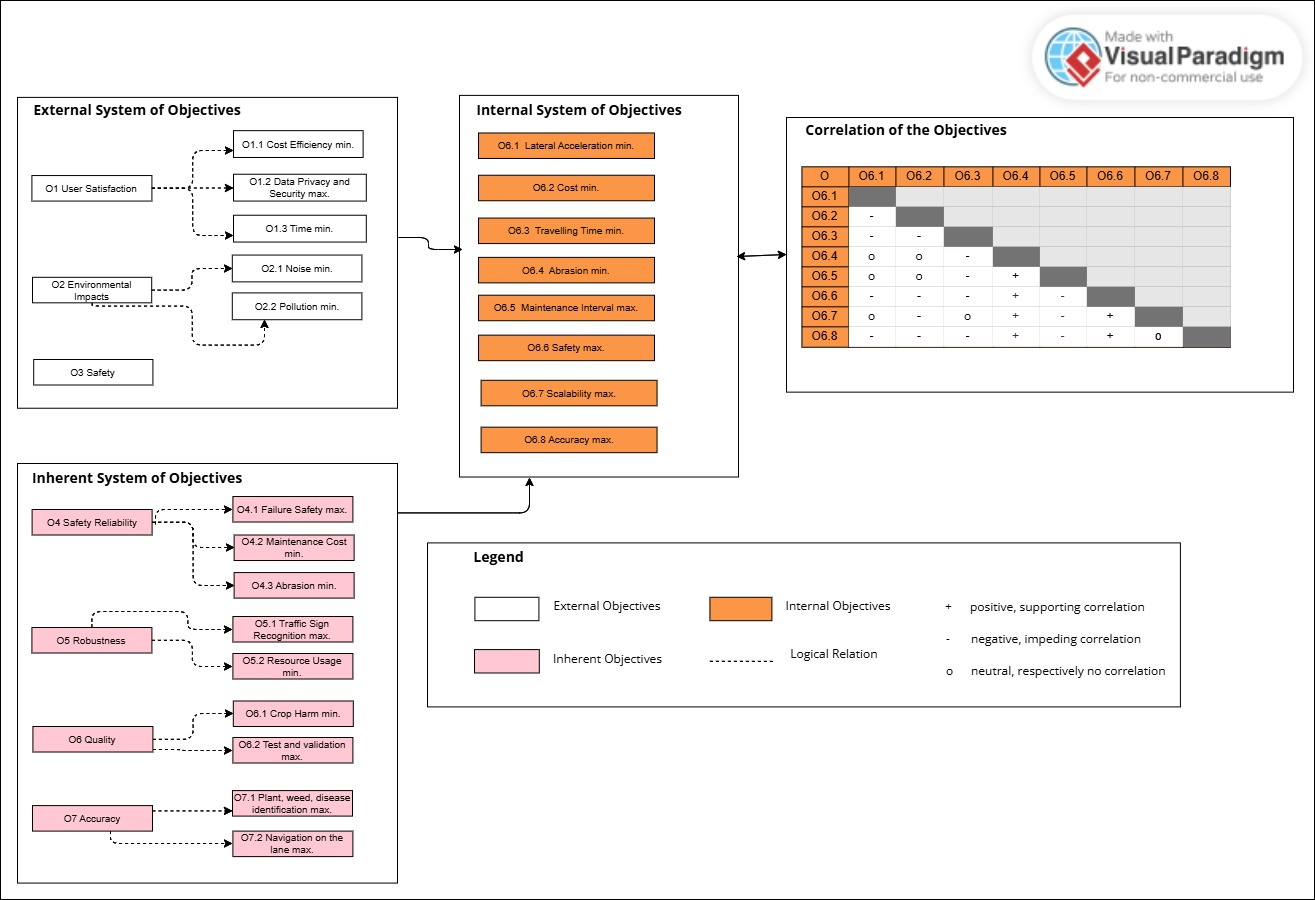 Made with
Visual Paradigm
For non-commercial use
External System of Objectives
O1 User Satisfaction
O1.1 Cost Efficiency min.
O1.2 Data Privacy and
Security max.
O1.3 Time min.
O2 Environmental
Impacts
O2.1 Noise min.
O2.2 Pollution min.
O3 Safety
Internal System of Objectives
O6.1 Lateral Acceleration min.
O6.2 Cost min.
O6.3 Travelling Time min.
O6.4 Abrasion min.
O6.5 Maintenance Interval max.
O6.6 Safety max.
O6.7 Scalability max.
O6.8 Accuracy max.
Correlation of the Objectives
O O6.1 O6.2 O6.3 O6.4 O6.5 O6.6 O6.7 O6.8
O6.1
O6.2 -
O6.3 - -
O6.4 o o -
O6.5 o o - +
O6.6 - - - + -
O6.7 o - o + - +
O6.8 - - - + - + o
Inherent System of Objectives
O4 Safety Reliability
O4.1 Failure Safety max.
O4.2 Maintenance Cost
min.
O4.3 Abrasion min.
O5 Robustness
O5.1 Traffic Sign
Recognition max.
O5.2 Resource Usage
min.
O6 Quality
O6.1 Crop Harm min.
O6.2 Test and validation
max.
O7 Accuracy
O7.1 Plant, weed, disease
identification max.
O7.2 Navigation on the
lane max.
Legend
External Objectives
Internal Objectives
+ positive, supporting correlation
- negative, impeding correlation
Inherent Objectives
Logical Relation
o neutral, respectively no correlation